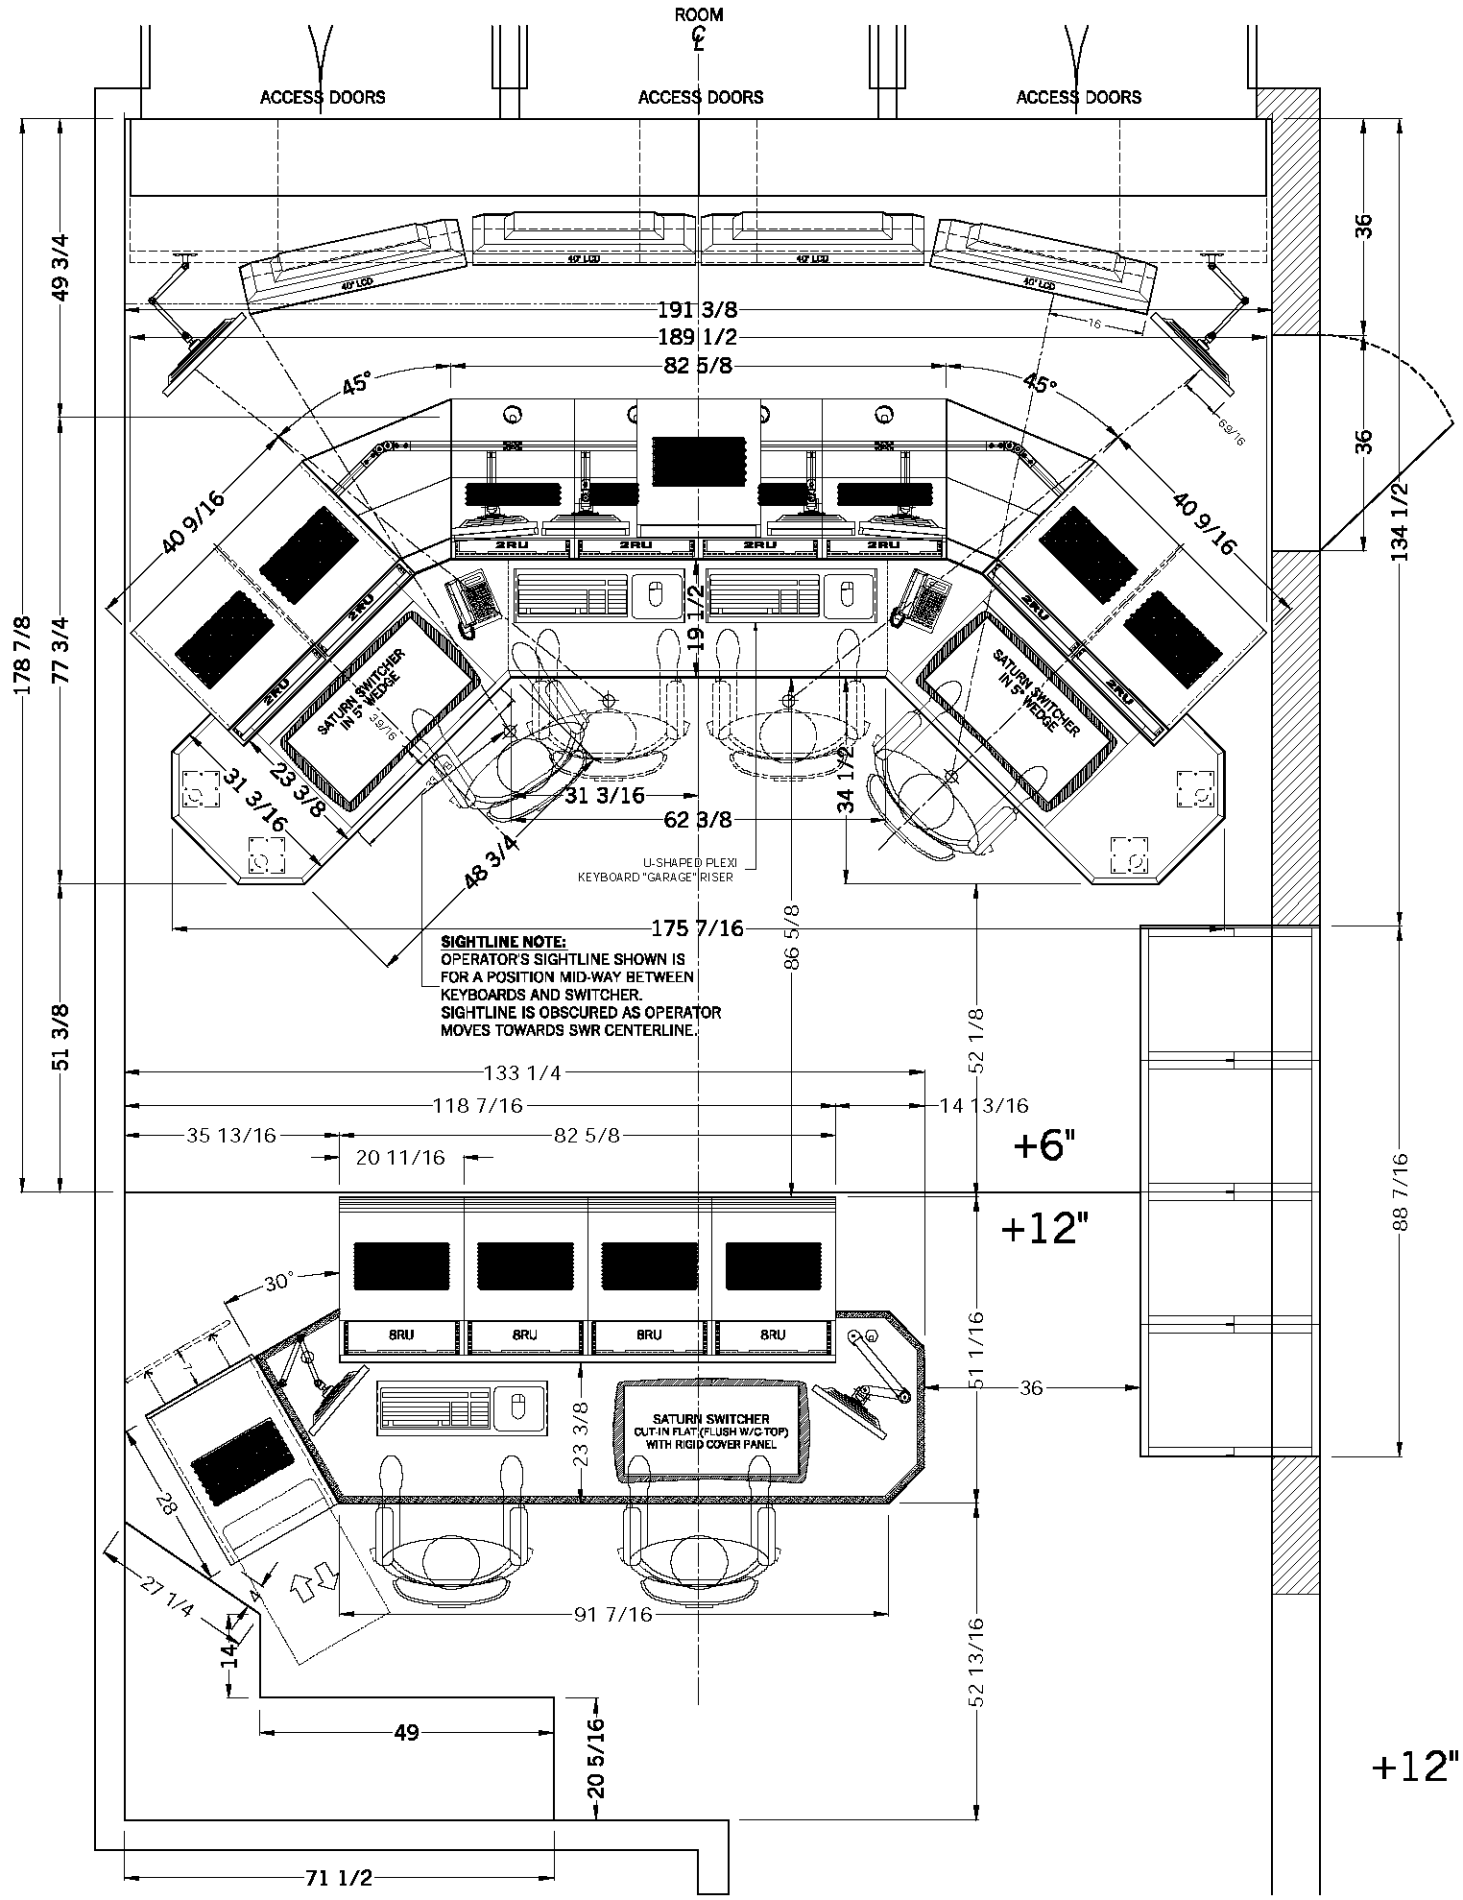 ROOM
℄
ACCESS DOORS
ACCESS DOORS
ACCESS DOORS
40" LCD
40" LCD
40" LCD
40" LCD
191 3/8
189 1/2
82 5/8
16
45°
45°
69/16
36
36
134 1/2
49 3/4
77 3/4
178 7/8
51 3/8
40 9/16
40 9/16
2RU
2RU
2RU
2RU
2RU
2RU
2RU
2RU
19 1/2
SATURN SWITCHER
IN 5° WEDGE
SATURN SWITCHER
IN 5° WEDGE
39/16
23 3/8
31 3/16
31 3/16
62 3/8
34 1/2
48 3/4
U-SHAPED PLEXI
KEYBOARD "GARAGE" RISER
175 7/16
86 5/8
SIGHTLINE NOTE:
OPERATOR'S SIGHTLINE SHOWN IS
FOR A POSITION MID-WAY BETWEEN
KEYBOARDS AND SWITCHER.
SIGHTLINE IS OBSCURED AS OPERATOR
MOVES TOWARDS SWR CENTERLINE.
52 1/8
133 1/4
118 7/16
14 13/16
35 13/16
82 5/8
20 11/16
+6"
+12"
88 7/16
30°
8RU
8RU
8RU
8RU
51 1/16
7
36
23 3/8
SATURN SWITCHER
CUT-IN FLAT (FLUSH W/C-TOP)
WITH RIGID COVER PANEL
28
27 1/4
4
14
91 7/16
52 13/16
49
20 5/16
71 1/2
+12"